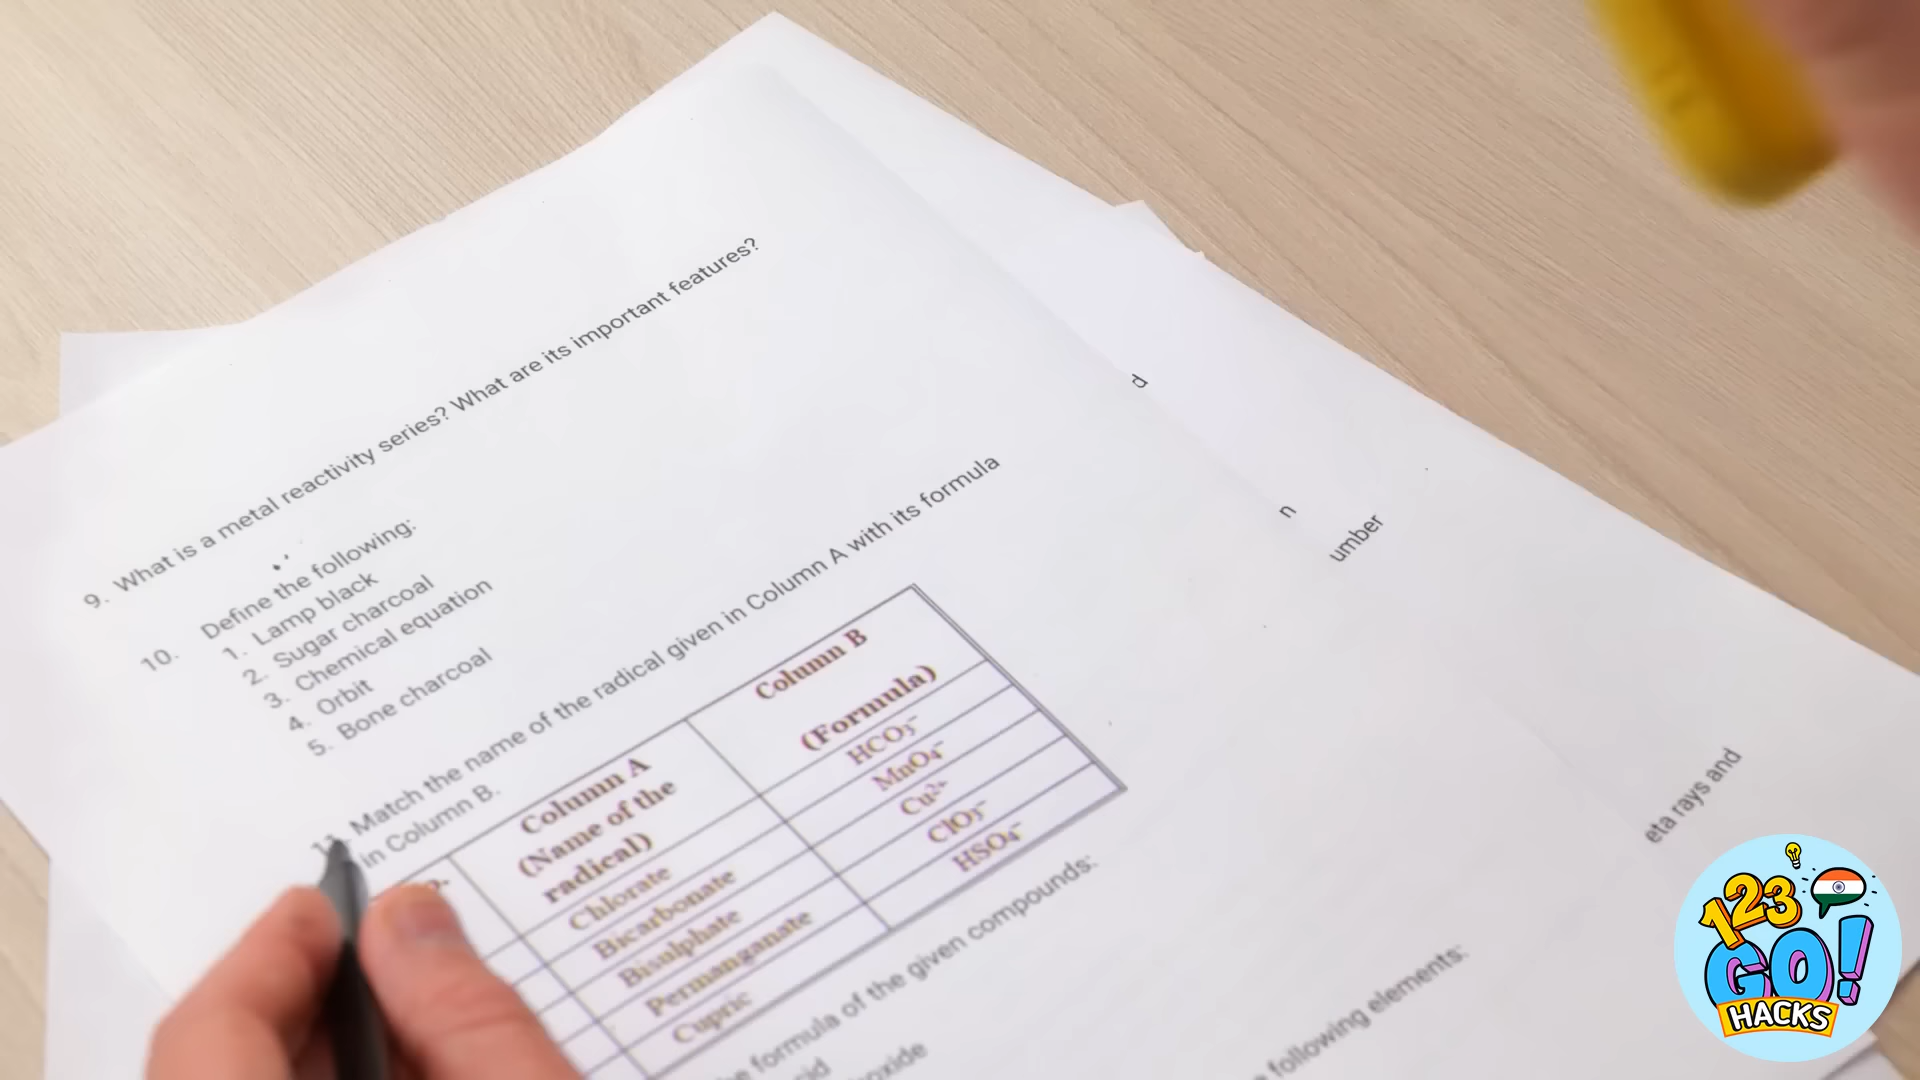 9. What is a metal reactivity series? What are its important features?
10. Define the following:
1. Lamp black
2. Sugar charcoal
3. Chemical equation
4. Orbit
5. Bone charcoal
Match the name of the radical given in Column A with its formula
in Column B.
Column A
(Name of the
radical)
Column B
(Formula)
Chlorate
HCO₃⁻
Bicarbonate
MnO₄⁻
Bisulphate
Cu²⁺
Permanganate
ClO₃⁻
Cupric
HSO₄⁻
formula of the given compounds:
following elements:
d
n
umber
eta rays and
123
GO!
HACKS